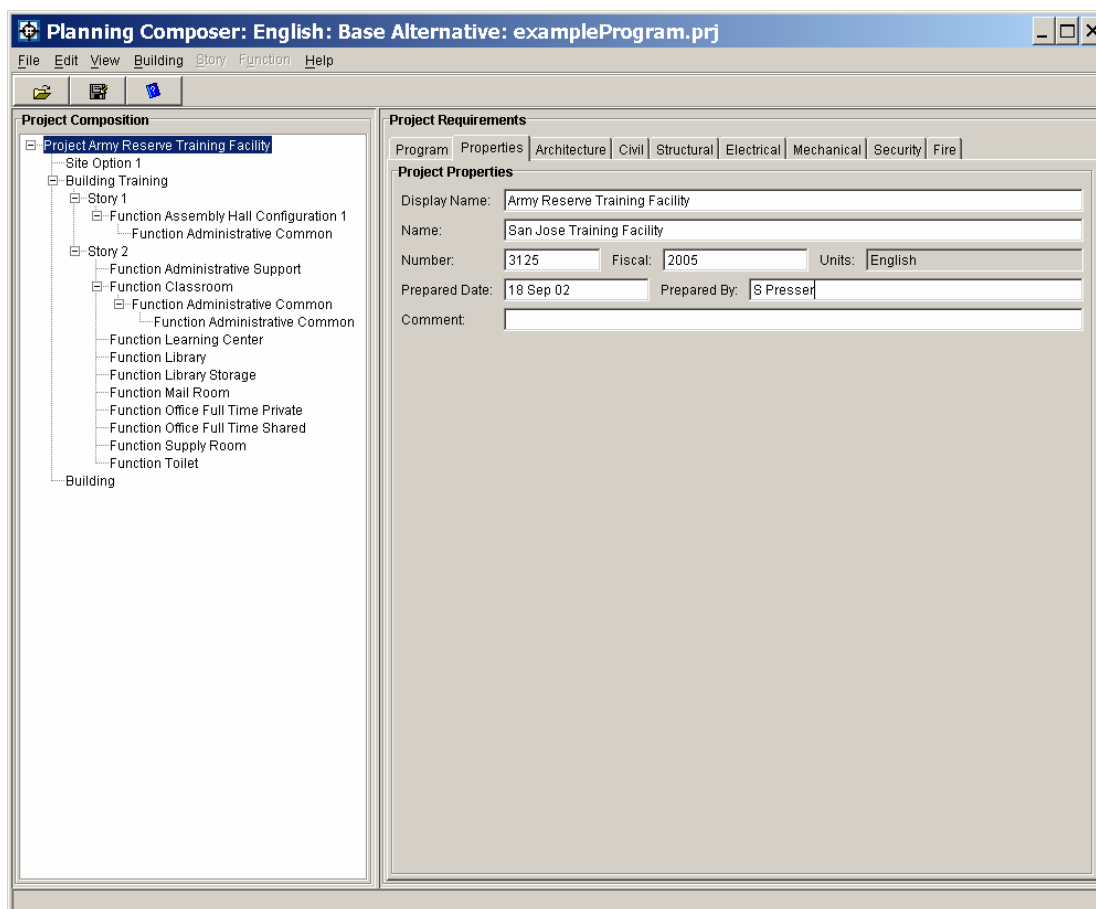 Planning Composer: English: Base Alternative: exampleProgram.prj
File Edit View Building Story Function Help
Project Composition
Project Army Reserve Training Facility
Site Option 1
Building Training
Story 1
Function Assembly Hall Configuration 1
Function Administrative Common
Story 2
Function Administrative Support
Function Classroom
Function Administrative Common
Function Administrative Common
Function Learning Center
Function Library
Function Library Storage
Function Mail Room
Function Office Full Time Private
Function Office Full Time Shared
Function Supply Room
Function Toilet
Building
Project Requirements
Program Properties Architecture Civil Structural Electrical Mechanical Security Fire
Project Properties
Display Name: Army Reserve Training Facility
Name: San Jose Training Facility
Number: 3125 Fiscal: 2005 Units: English
Prepared Date: 18 Sep 02 Prepared By: S Presser
Comment: